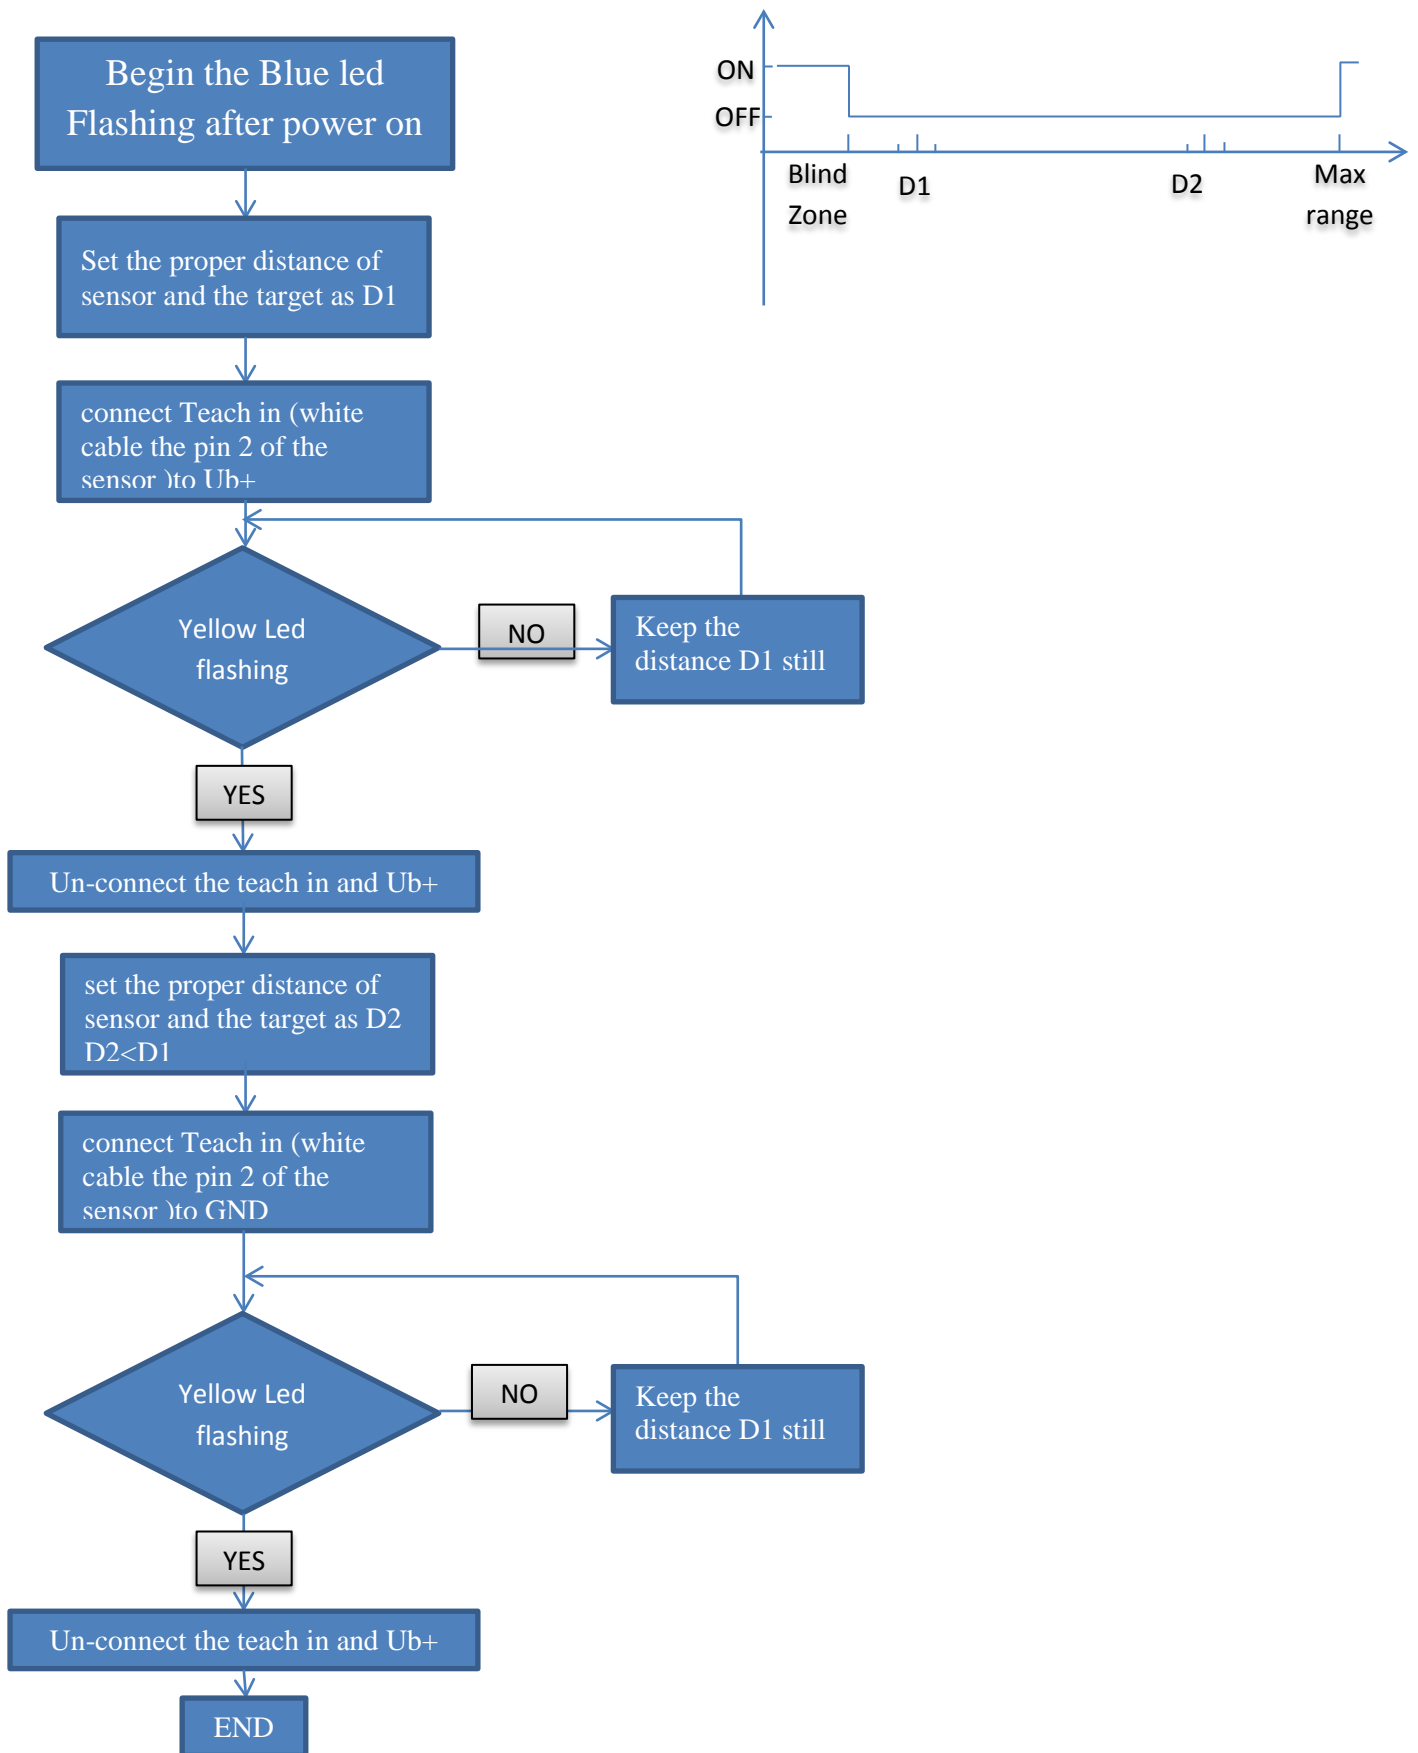 Begin the Blue led
Flashing after power on
Set the proper distance of
sensor and the target as D1
connect Teach in (white
cable the pin 2 of the
sensor )to Ub+
Yellow Led
flashing
NO
Keep the
distance D1 still
YES
Un-connect the teach in and Ub+
set the proper distance of
sensor and the target as D2
D2<D1
connect Teach in (white
cable the pin 2 of the
sensor )to GND
Yellow Led
flashing
NO
Keep the
distance D1 still
YES
Un-connect the teach in and Ub+
END
ON
OFF
Blind
Zone
D1
D2
Max
range